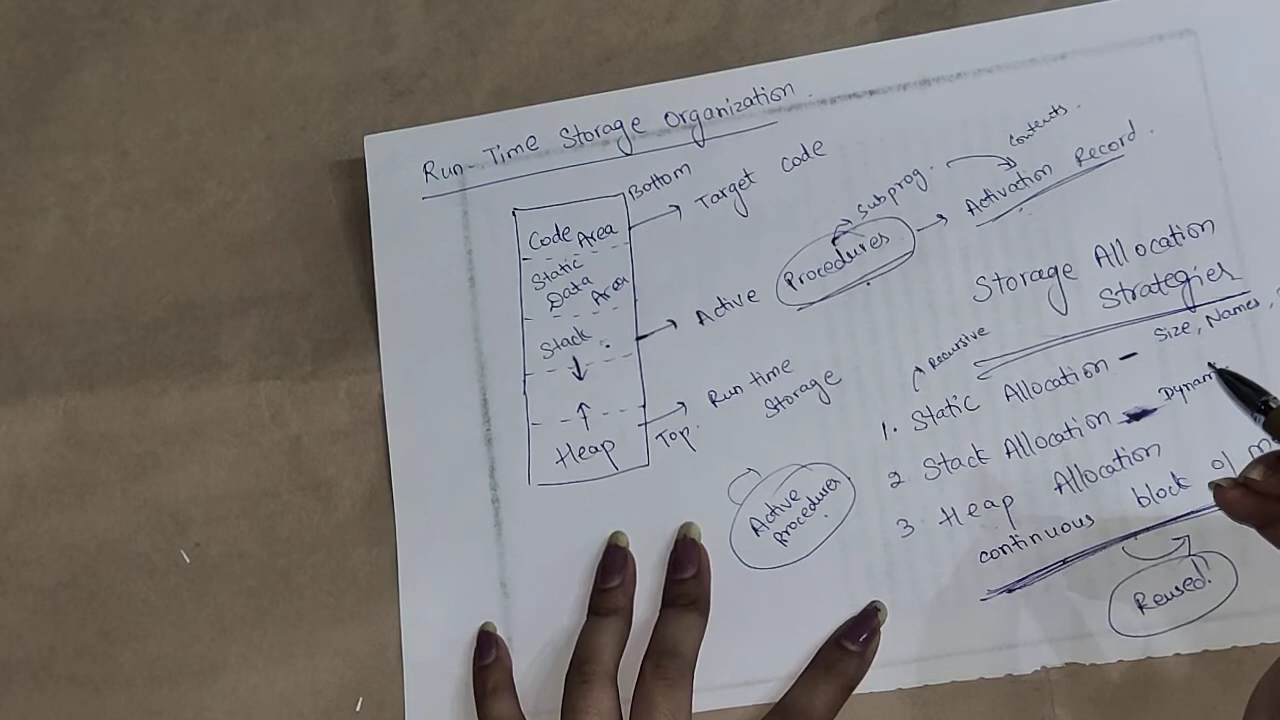 Run-Time Storage Organization.
Bottom
Code Area
Target code
Static
Data Area
Stack.
Active
Procedures
Subprog.
contents.
Activation Record.
Heap
Top.
Run time
Storage
Active
procedures
Storage Allocation
Strategies
Recursive
1. Static Allocation - Size, Names,
2 Stack Allocation -
3. Heap Allocation
continuous block of
Reused!